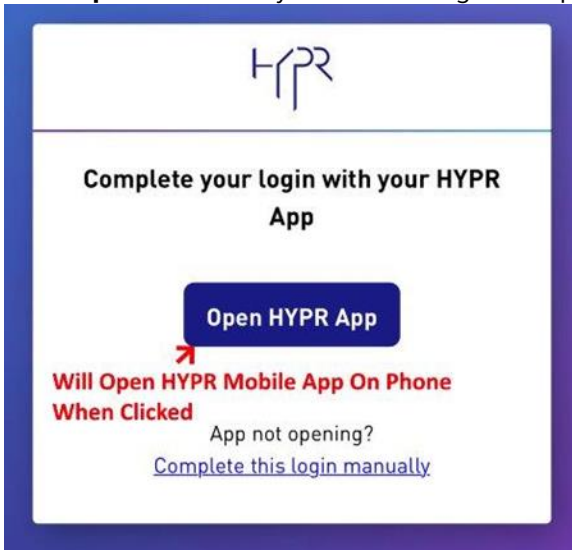 HYPR
Complete your login with your HYPR
App
Open HYPR App
Will Open HYPR Mobile App On Phone
When Clicked
App not opening?
Complete this login manually